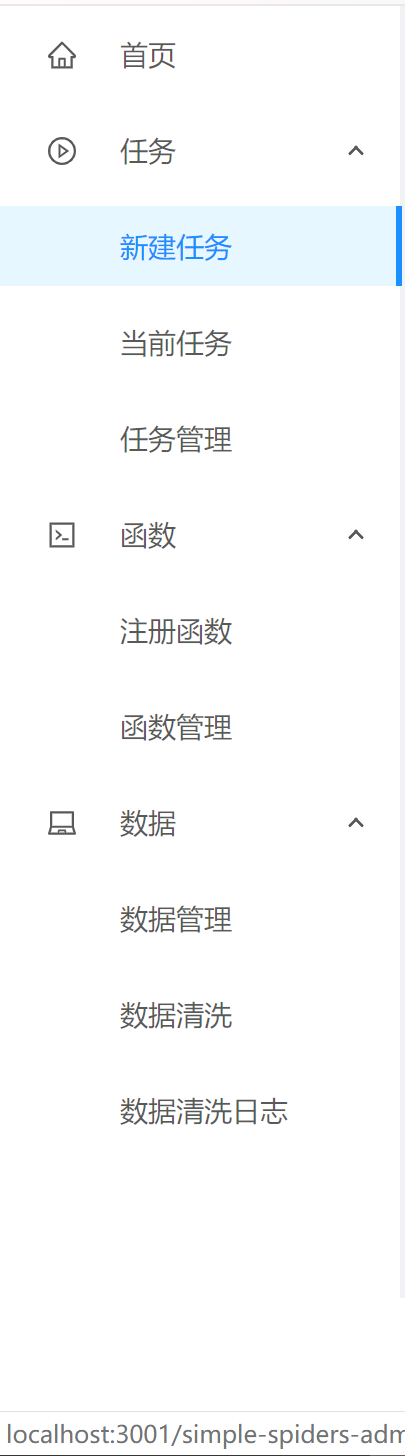 首页
任务
新建任务
当前任务
任务管理
函数
注册函数
函数管理
数据
数据管理
数据清洗
数据清洗日志
localhost:3001/simple-spiders-adm